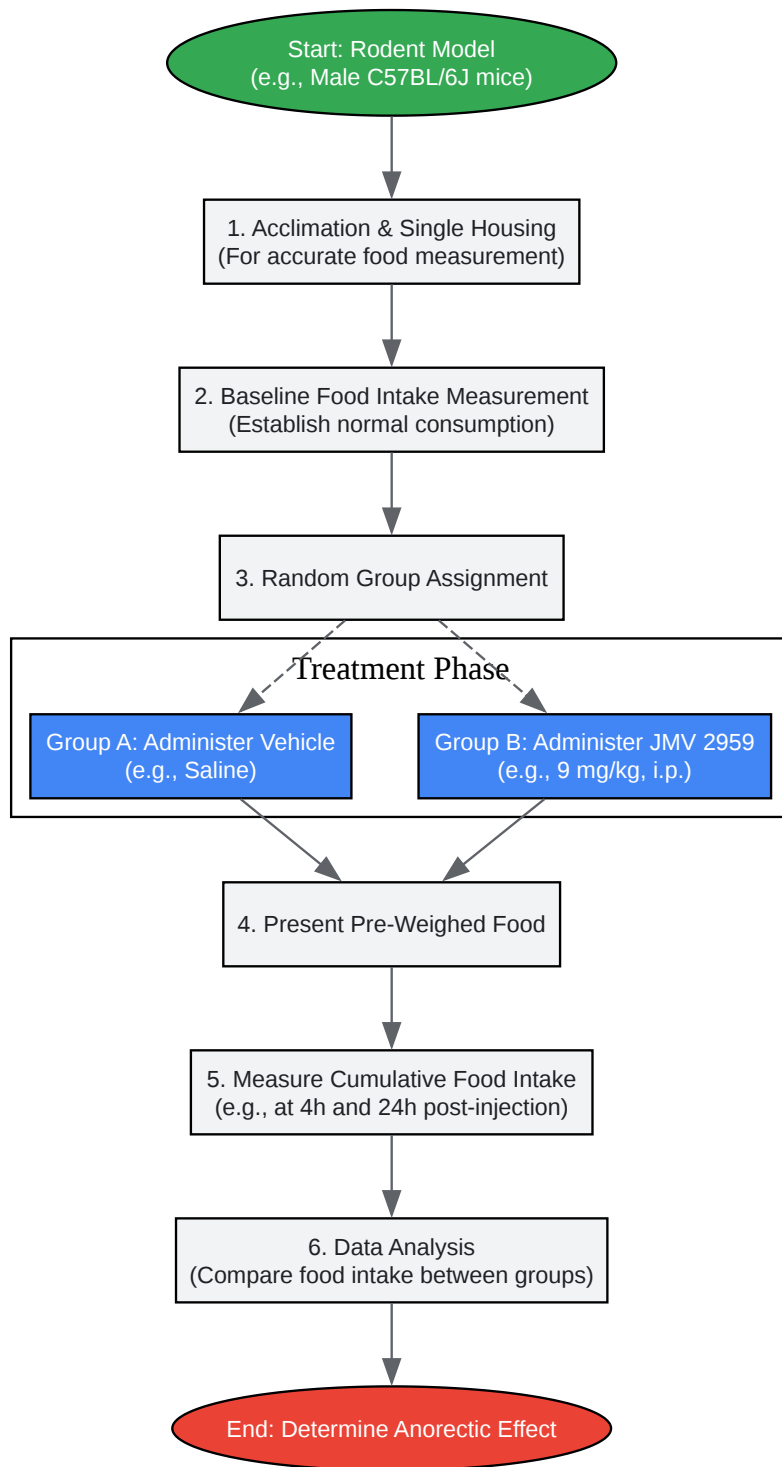 Start: Rodent Model
(e.g., Male C57BL/6J mice)
1. Acclimation & Single Housing
(For accurate food measurement)
2. Baseline Food Intake Measurement
(Establish normal consumption)
3. Random Group Assignment
Treatment Phase
Group A: Administer Vehicle
(e.g., Saline)
Group B: Administer JMV 2959
(e.g., 9 mg/kg, i.p.)
4. Present Pre-Weighed Food
5. Measure Cumulative Food Intake
(e.g., at 4h and 24h post-injection)
6. Data Analysis
(Compare food intake between groups)
End: Determine Anorectic Effect